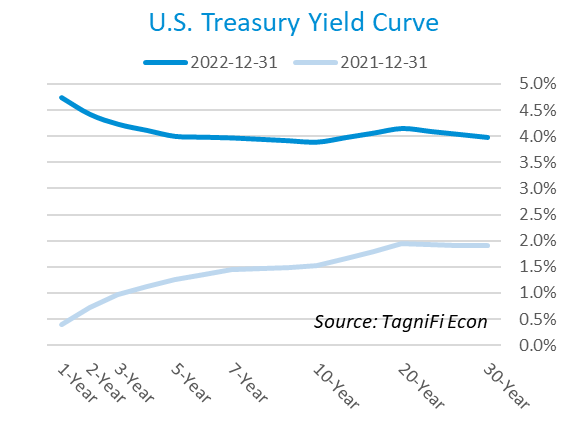 U.S. Treasury Yield Curve
2022-12-31 2021-12-31
5.0%
4.5%
4.0%
3.5%
3.0%
2.5%
2.0%
1.5%
1.0%
0.5%
0.0%
Source: TagniFi Econ
1-Year
2-Year
3-Year
5-Year
7-Year
10-Year
20-Year
30-Year